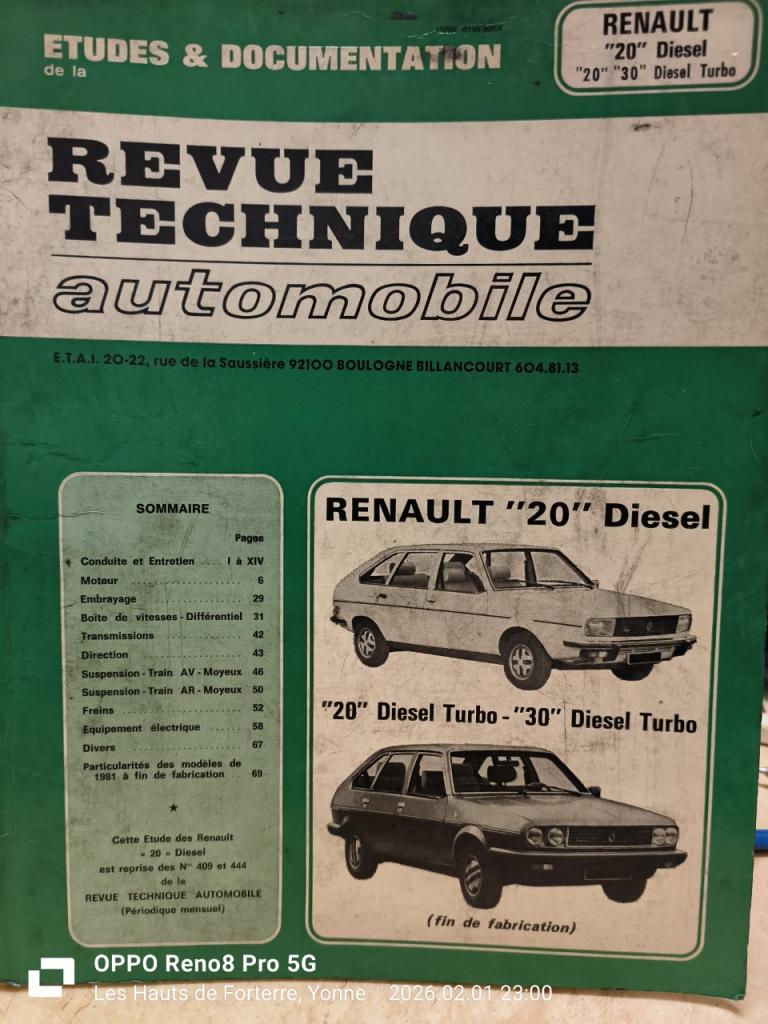 ETUDES & DOCUMENTATION
de la
RENAULT
"20" Diesel
"20" "30" Diesel Turbo
REVUE
TECHNIQUE
automobile
E.T.A.I. 20-22, rue de la Saussière 92100 BOULOGNE BILLANCOURT 604.81.13
SOMMAIRE
Pages
Conduite et Entretien .... I à XIV
Moteur .................... 6
Embrayage ................. 29
Boîte de vitesses - Différentiel 31
Transmissions ............. 42
Direction ................. 43
Suspension - Train AV - Moyeux 46
Suspension - Train AR - Moyeux 50
Freins .................... 52
Equipement électrique ...... 58
Divers .................... 67
Particularités des modèles de
1981 à fin de fabrication .. 69
★
Cette Etude des Renault
« 20 » Diesel
est reprise des Nos 409 et 444
de la
REVUE TECHNIQUE AUTOMOBILE
(Périodique mensuel)
RENAULT "20" Diesel
"20" Diesel Turbo - "30" Diesel Turbo
(fin de fabrication)
OPPO Reno8 Pro 5G
Les Hauts de Forterre, Yonne | 2026.02.01 23:00